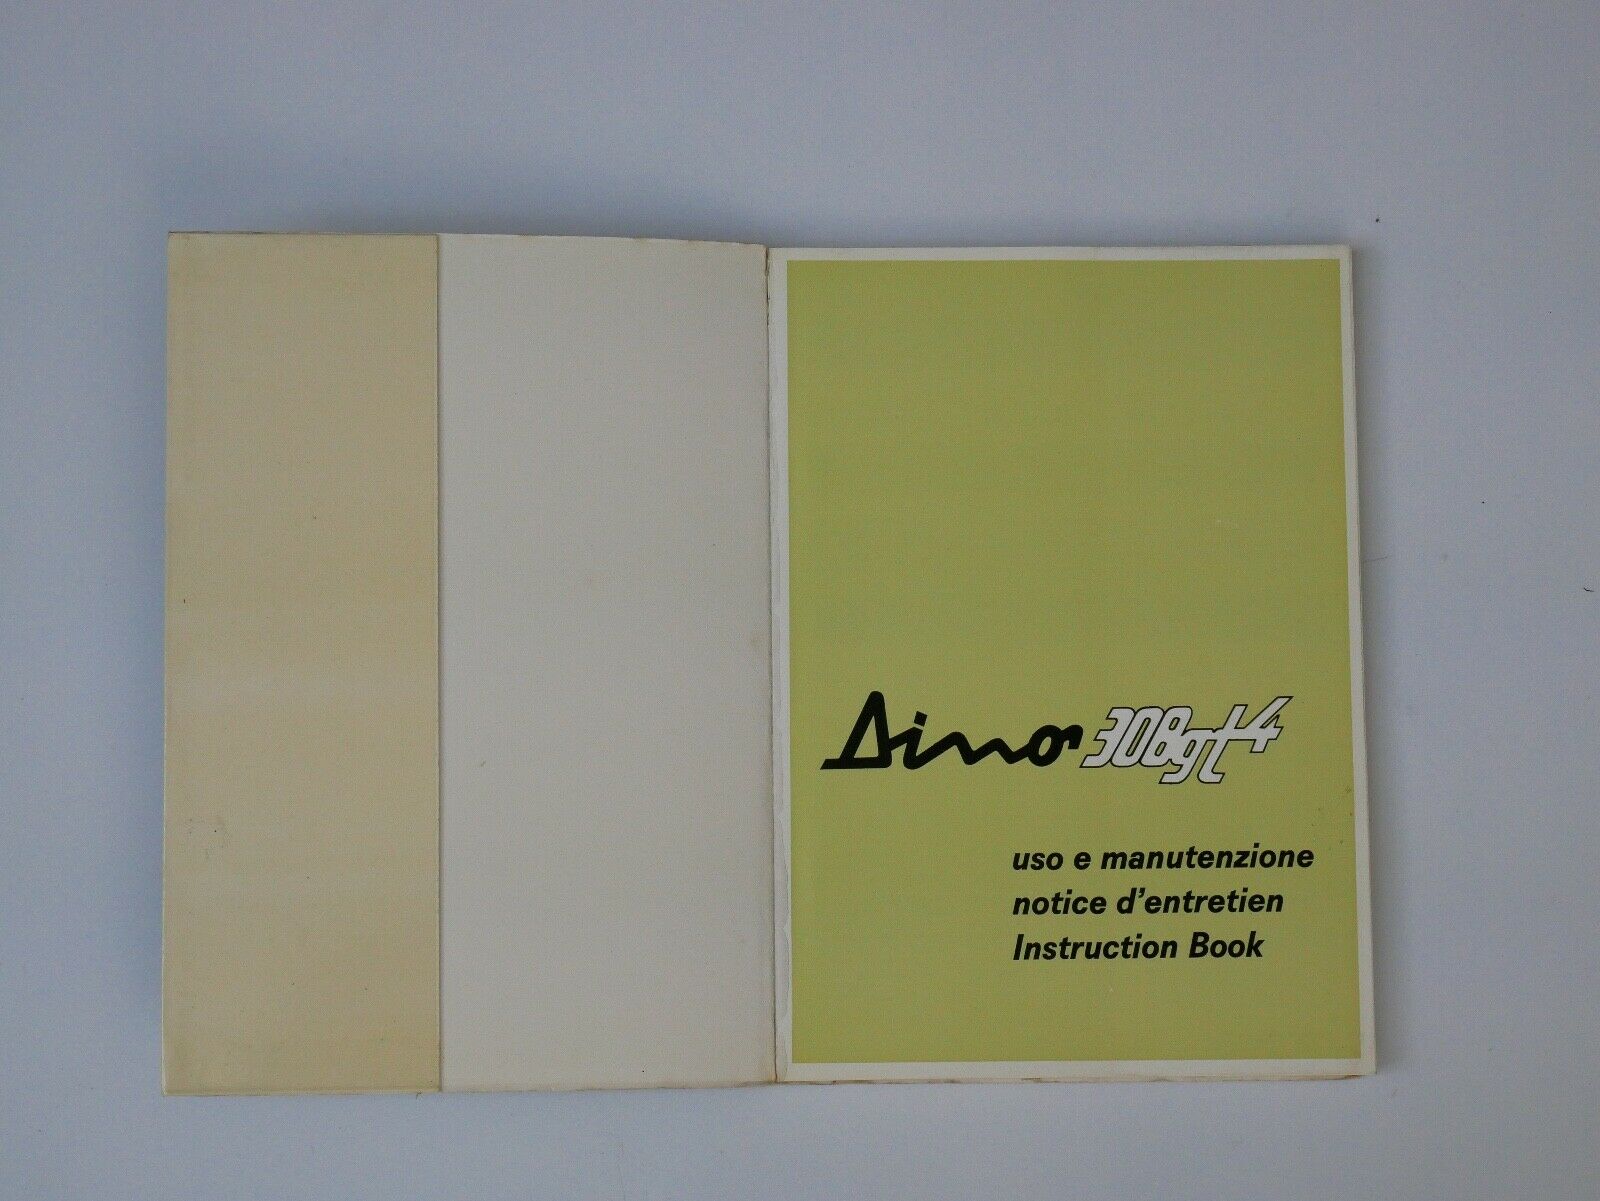 Dino 308gt4
uso e manutenzione
notice d'entretien
Instruction Book